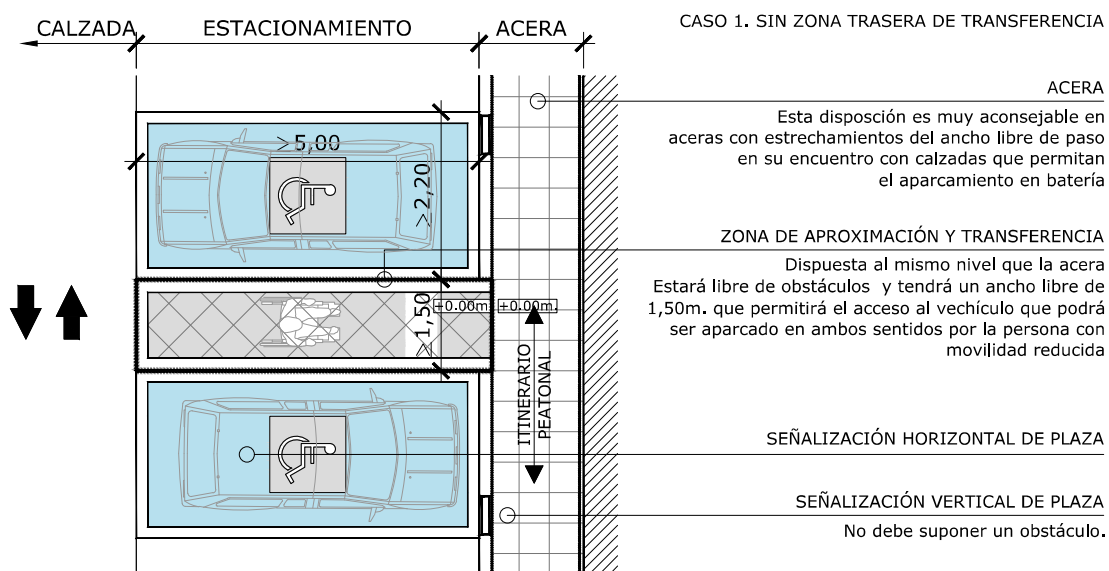 CALZADA
ESTACIONAMIENTO
ACERA
CASO 1. SIN ZONA TRASERA DE TRANSFERENCIA
ACERA
Esta disposción es muy aconsejable en
aceras con estrechamientos del ancho libre de paso
en su encuentro con calzadas que permitan
el aparcamiento en batería
>5,00
>2,20
ZONA DE APROXIMACIÓN Y TRANSFERENCIA
Dispuesta al mismo nivel que la acera
Estará libre de obstáculos y tendrá un ancho libre de
1,50m. que permitirá el acceso al vechículo que podrá
ser aparcado en ambos sentidos por la persona con
movilidad reducida
>1,50
+0.00m.
+0.00m.
ITINERARIO
PEATONAL
SEÑALIZACIÓN HORIZONTAL DE PLAZA
SEÑALIZACIÓN VERTICAL DE PLAZA
No debe suponer un obstáculo.